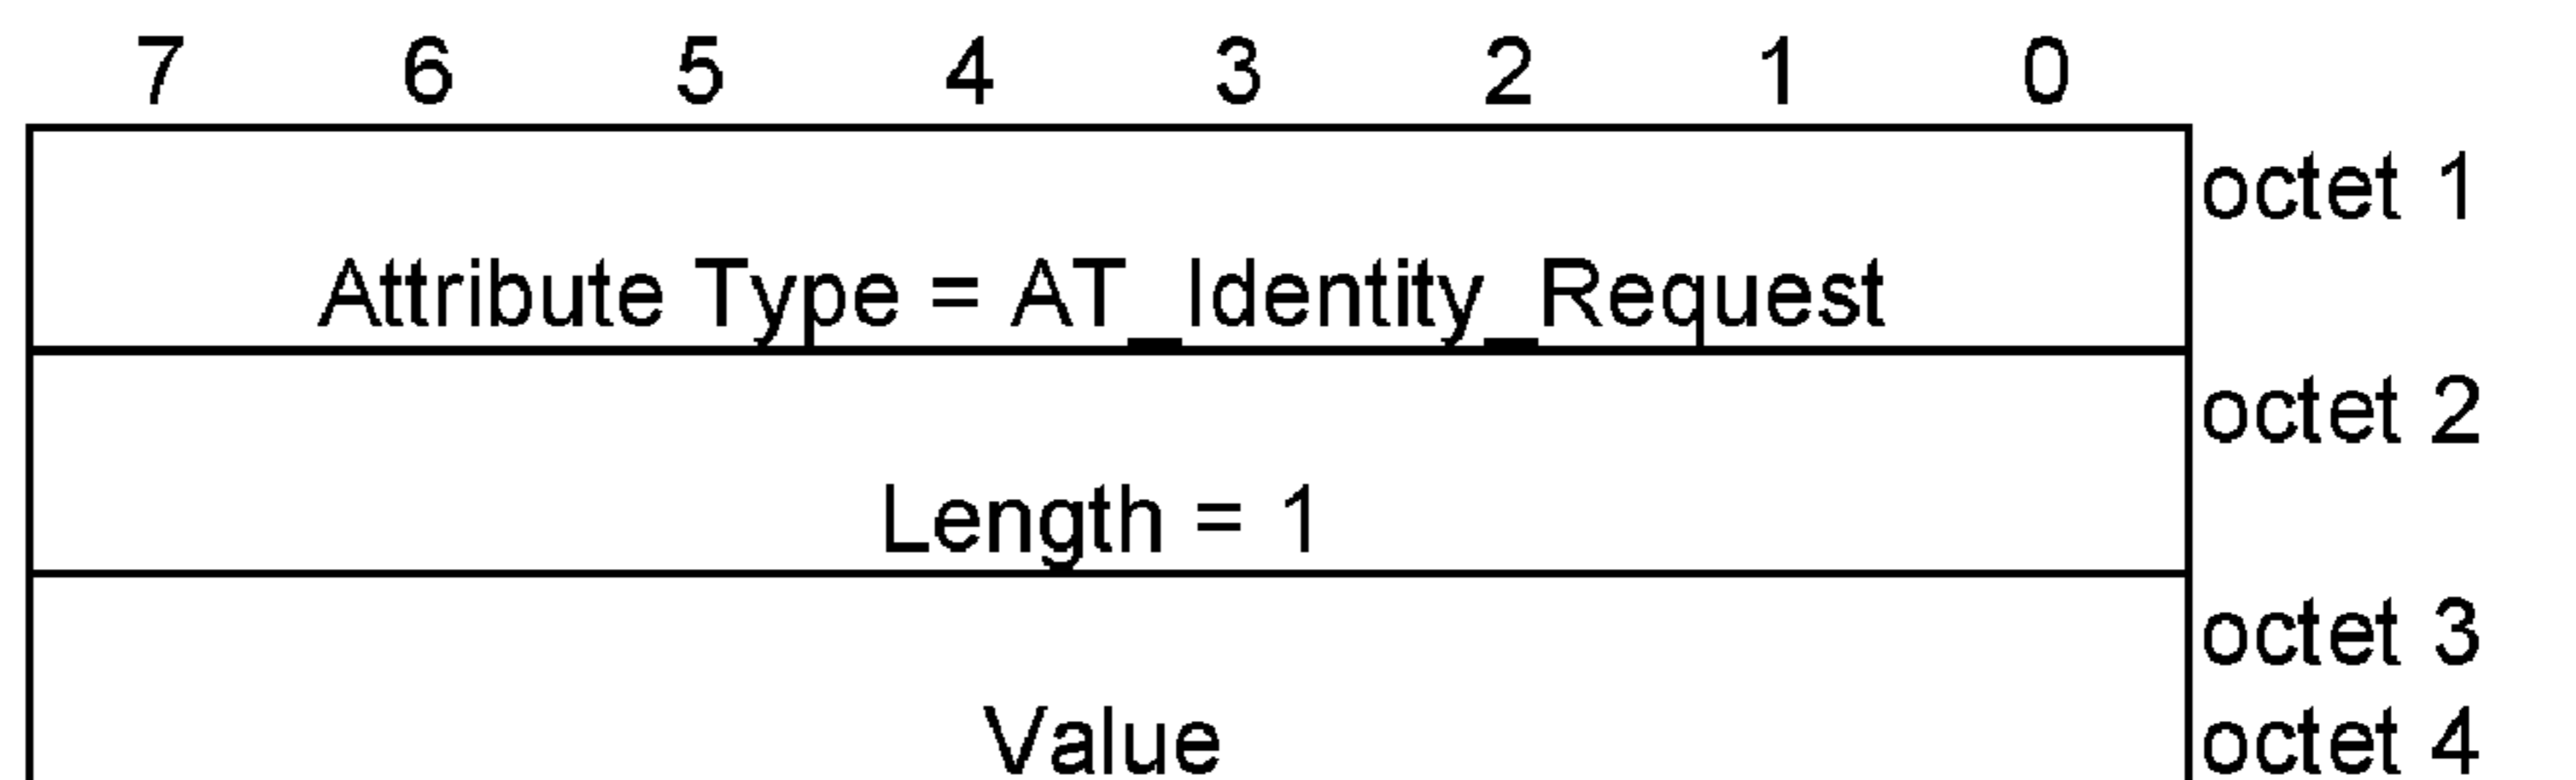 7 6 5 4 3 2 1 0
octet 1
Attribute Type = AT_Identity_Request
octet 2
Length = 1
octet 3
Value octet 4